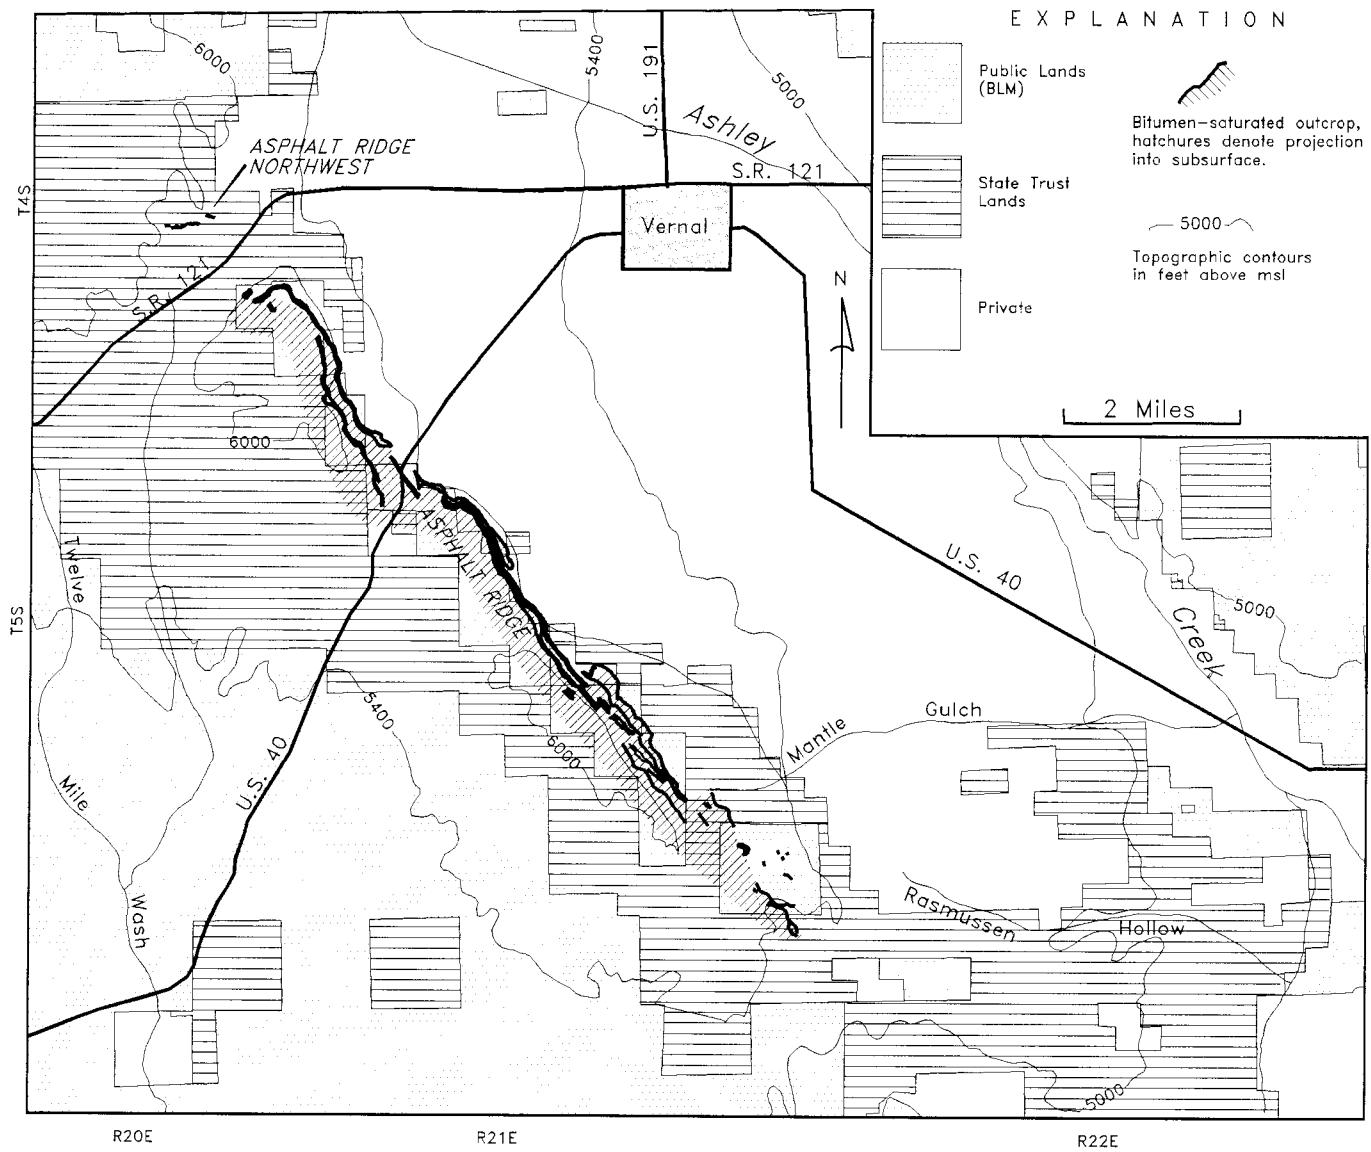 EXPLANATION
Public Lands
(BLM)
State Trust
Lands
Private
Bitumen-saturated outcrop,
hatchures denote projection
into subsurface.
5000
Topographic contours
in feet above msl
2 Miles
N
6000
5400
U.S. 191
5000
Ashley
S.R. 121
ASPHALT RIDGE
NORTHWEST
T4S
Vernal
S.R. 121
6000
ASPHALT RIDGE
U.S. 40
Creek
5000
Twelve
T5S
5400
6000
Mantle
Gulch
U.S. 40
Mile
Wash
Rasmussen
Hollow
5000
R20E
R21E
R22E